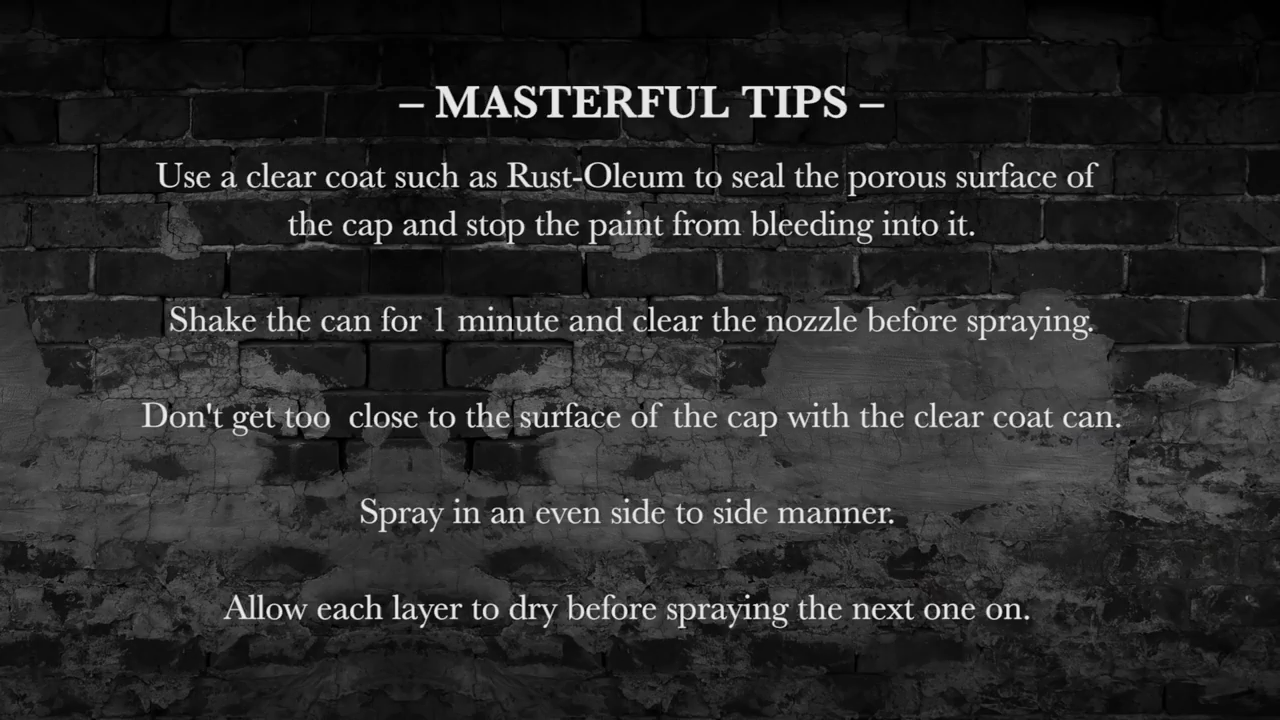 – MASTERFUL TIPS –
Use a clear coat such as Rust-Oleum to seal the porous surface of
the cap and stop the paint from bleeding into it.
Shake the can for 1 minute and clear the nozzle before spraying.
Don't get too  close to the surface of the cap with the clear coat can.
Spray in an even side to side manner.
Allow each layer to dry before spraying the next one on.